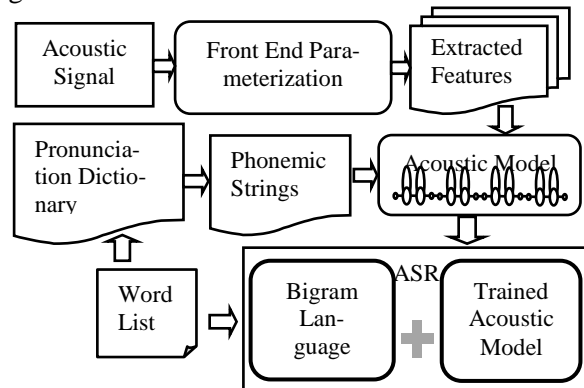 Acoustic
Signal
Front End Para-
meterization
Extracted
Features
Pronuncia-
tion Dictio-
nary
Phonemic
Strings
Acoustic Model
Word
List
ASR
Bigram
Lan-
guage
Trained
Acoustic
Model